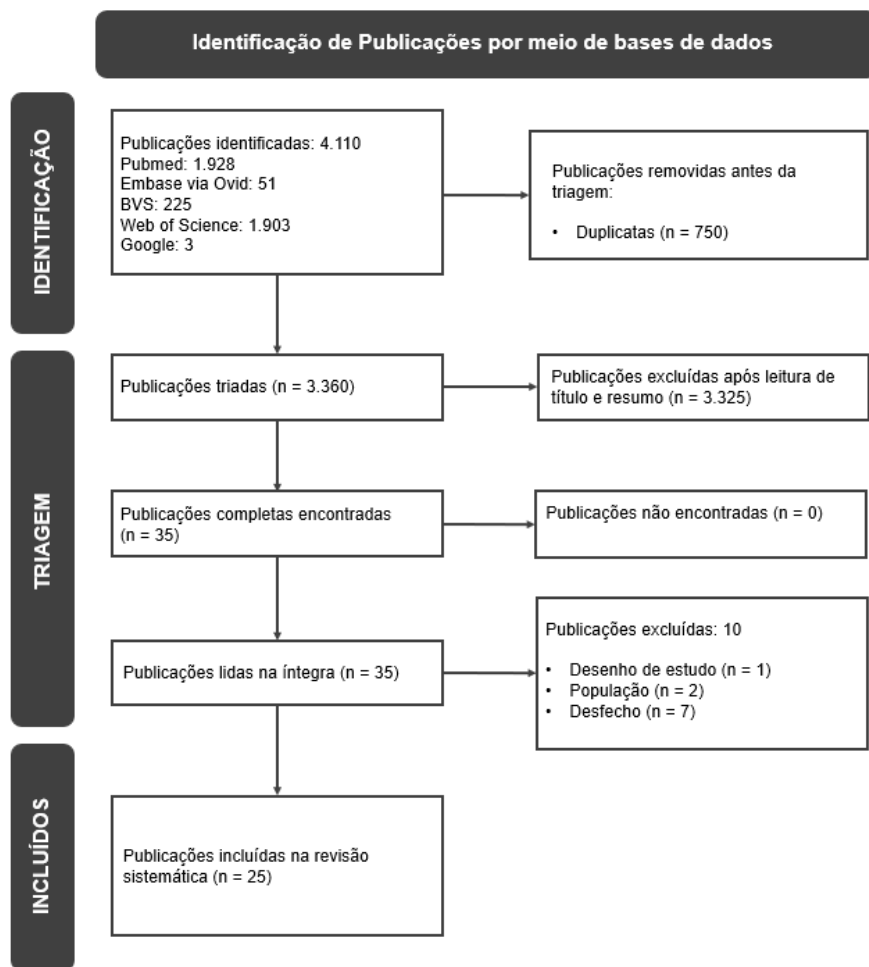 Identificação de Publicações por meio de bases de dados
IDENTIFICAÇÃO
Publicações identificadas: 4.110
Pubmed: 1.928
Embase via Ovid: 51
BVS: 225
Web of Science: 1.903
Google: 3
Publicações removidas antes da
triagem:
• Duplicatas (n = 750)
TRIAGEM
Publicações triadas (n = 3.360)
Publicações excluídas após leitura de
título e resumo (n = 3.325)
Publicações completas encontradas
(n = 35)
Publicações não encontradas (n = 0)
Publicações lidas na íntegra (n = 35)
Publicações excluídas: 10
• Desenho de estudo (n = 1)
• População (n = 2)
• Desfecho (n = 7)
INCLUÍDOS
Publicações incluídas na revisão
sistemática (n = 25)